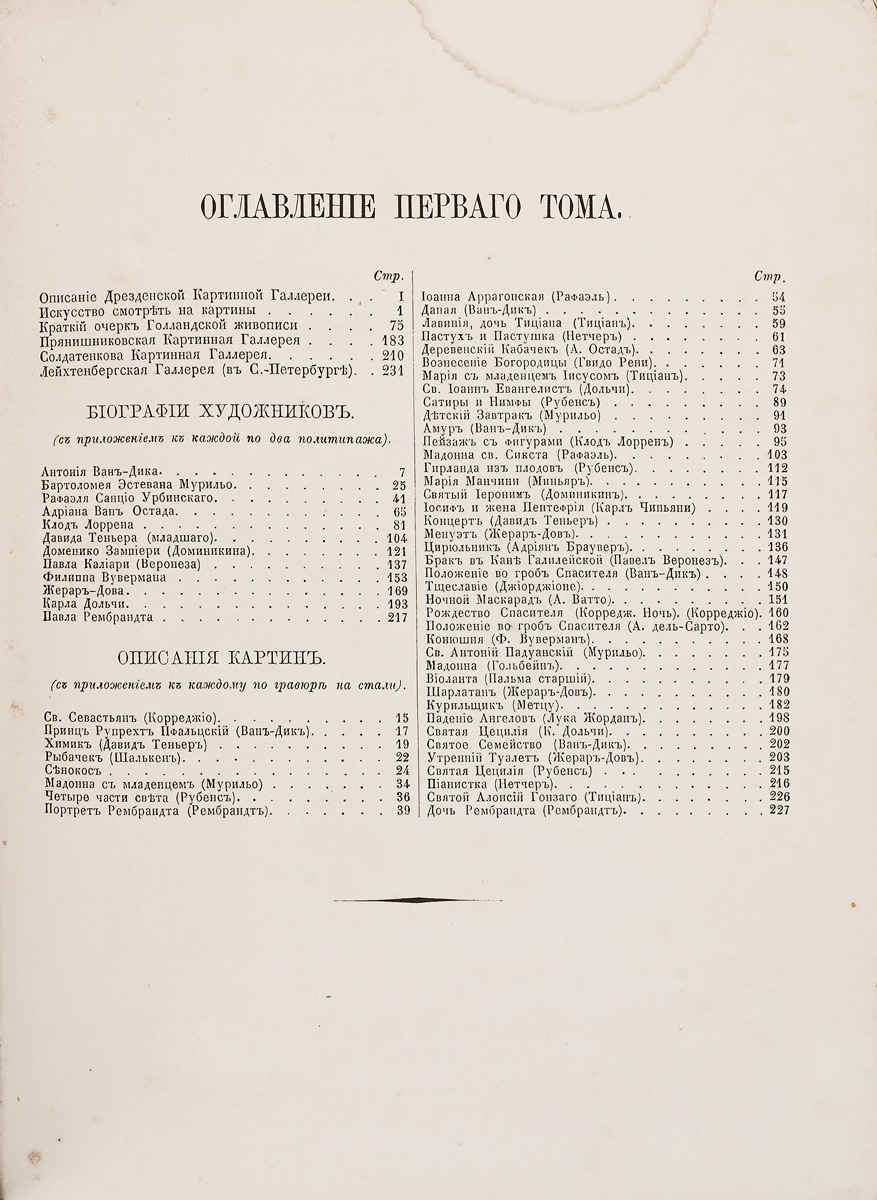 ОГЛАВЛЕНІЕ ПЕРВАГО ТОМА.
Стр.
Описаніе Дрезденской Картинной Галлереи. . . I
Искусство смотрѣть на картины . . . . . . 1
Краткій очеркъ Голландской живописи . . . . 75
Прянишниковская Картинная Галлерея . . . . 183
Солдатенкова Картинная Галлерея. . . . . . 210
Лейхтенбергская Галлерея (въ С.-Петербургѣ). . 231
БІОГРАФІИ ХУДОЖНИКОВЪ.
(съ приложеніемъ къ каждой по два политипажа).
Антонія Ванъ-Дика. . . . . . . . . . . . 7
Бартоломея Эстевана Мурильо. . . . . . . . 25
Рафаэля Санціо Урбинскаго. . . . . . . . . 41
Адріана Ванъ Остада. . . . . . . . . . . 65
Клодъ Лоррена . . . . . . . . . . . . . 81
Давида Теньера (младшаго). . . . . . . . . 104
Доменико Зампіери (Доминикина). . . . . . . 121
Павла Каліари (Веронеза) . . . . . . . . . 137
Филиппа Вувермана . . . . . . . . . . . 153
Жераръ-Дова. . . . . . . . . . . . . . 169
Карла Дольчи. . . . . . . . . . . . . . 193
Павла Рембрандта . . . . . . . . . . . . 217
ОПИСАНІЯ КАРТИНЪ.
(съ приложеніемъ къ каждому по гравюрѣ на стали).
Св. Севастьянъ (Корреджіо). . . . . . . . . 15
Принцъ Рупрехтъ Пфальцскій (Ванъ-Дикъ). . . . . 17
Химикъ (Давидъ Теньеръ) . . . . . . . . . 19
Рыбачекъ (Шалькенъ). . . . . . . . . . . 22
Сѣнокосъ . . . . . . . . . . . . . . . 24
Мадонна съ младенцемъ (Мурильо) . . . . . . . 34
Четыре части свѣта (Рубенсъ). . . . . . . . 36
Портретъ Рембрандта (Рембрандтъ). . . . . . . 39
Стр.
Іоанна Аррагонская (Рафаэль) . . . . . . . . . 54
Даная (Ванъ-Дикъ) . . . . . . . . . . . . 55
Лавинія, дочь Тиціана (Тиціанъ). . . . . . . . 59
Пастухъ и Пастушка (Нетчеръ) . . . . . . . . 61
Деревенскій Кабачекъ (А. Остадъ). . . . . . . . 63
Вознесеніе Богородицы (Гвидо Рени). . . . . . . 71
Марія съ младенцемъ Іисусомъ (Тиціанъ). . . . . 73
Св. Іоаннъ Евангелистъ (Дольчи). . . . . . . . 74
Сатиры и Нимфы (Рубенсъ) . . . . . . . . . 89
Дѣтскій Завтракъ (Мурильо) . . . . . . . . . 91
Амуръ (Ванъ-Дикъ) . . . . . . . . . . . . 93
Пейзажъ съ фигурами (Клодъ Лорренъ) . . . . . 95
Мадонна св. Сикста (Рафаэль). . . . . . . . . 103
Гирланда изъ плодовъ (Рубенсъ). . . . . . . . 112
Марія Манчини (Миньяръ). . . . . . . . . . 115
Святый Іеронимъ (Доминикинъ). . . . . . . . . 117
Іосифъ и жена Пентефрія (Карлъ Чиньяни) . . . . 119
Концертъ (Давидъ Теньеръ) . . . . . . . . . 130
Менуэтъ (Жераръ-Довъ). . . . . . . . . . . 131
Цирюльникъ (Адріянъ Брауверъ). . . . . . . . 136
Бракъ въ Канѣ Галилейской (Павелъ Веронезъ). . . 147
Положеніе во гробъ Спасителя (Ванъ-Дикъ) . . . . 148
Тщеславіе (Джіорджіоне). . . . . . . . . . . 150
Ночной Маскарадъ (А. Ватто). . . . . . . . . 151
Рождество Спасителя (Корредж. Ночь). (Корреджіо). 160
Положеніе во гробъ Спасителя (А. дель-Сарто). . . 162
Конюшня (Ф. Вуверманъ). . . . . . . . . . . 168
Св. Антоній Падуанскій (Мурильо). . . . . . . . 175
Мадонна (Гольбейнъ). . . . . . . . . . . . 177
Віоланта (Пальма старшій). . . . . . . . . . 179
Шарлатанъ (Жераръ-Довъ). . . . . . . . . . 180
Курильщикъ (Метцу). . . . . . . . . . . . 182
Паденіе Ангеловъ (Лука Жорданъ). . . . . . . . 198
Святая Цецилія (К. Дольчи). . . . . . . . . . 200
Святое Семейство (Ванъ-Дикъ). . . . . . . . . 202
Утренній Туалетъ (Жераръ-Довъ). . . . . . . . 203
Святая Цецилія (Рубенсъ) . . . . . . . . . . 215
Піанистка (Нетчеръ). . . . . . . . . . . . 216
Святой Алоисій Гонзаго (Тиціанъ). . . . . . . . 226
Дочь Рембрандта (Рембрандтъ). . . . . . . . . 227